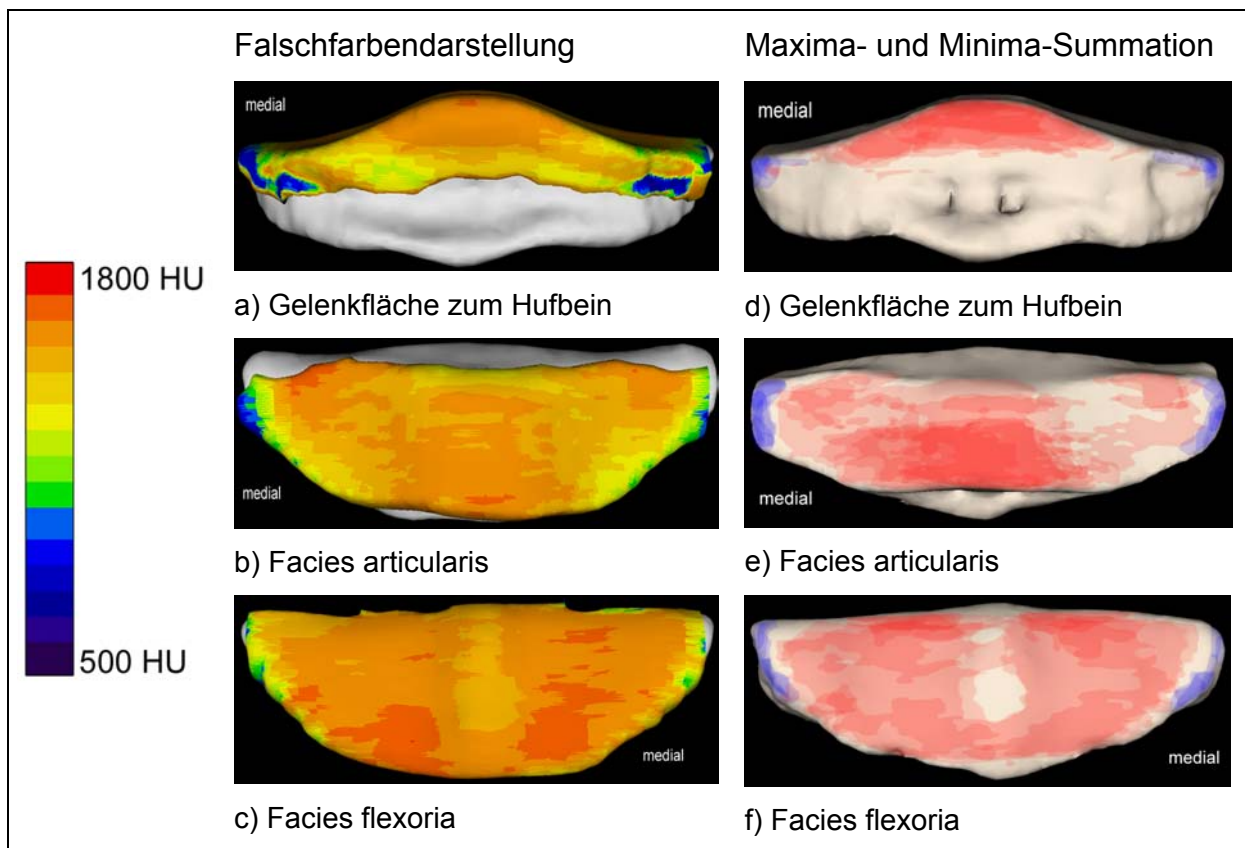 Falschfarbendarstellung
Maxima- und Minima-Summation
1800 HU
500 HU
medial
a) Gelenkfläche zum Hufbein
medial
d) Gelenkfläche zum Hufbein
medial
b) Facies articularis
medial
e) Facies articularis
medial
c) Facies flexoria
medial
f) Facies flexoria